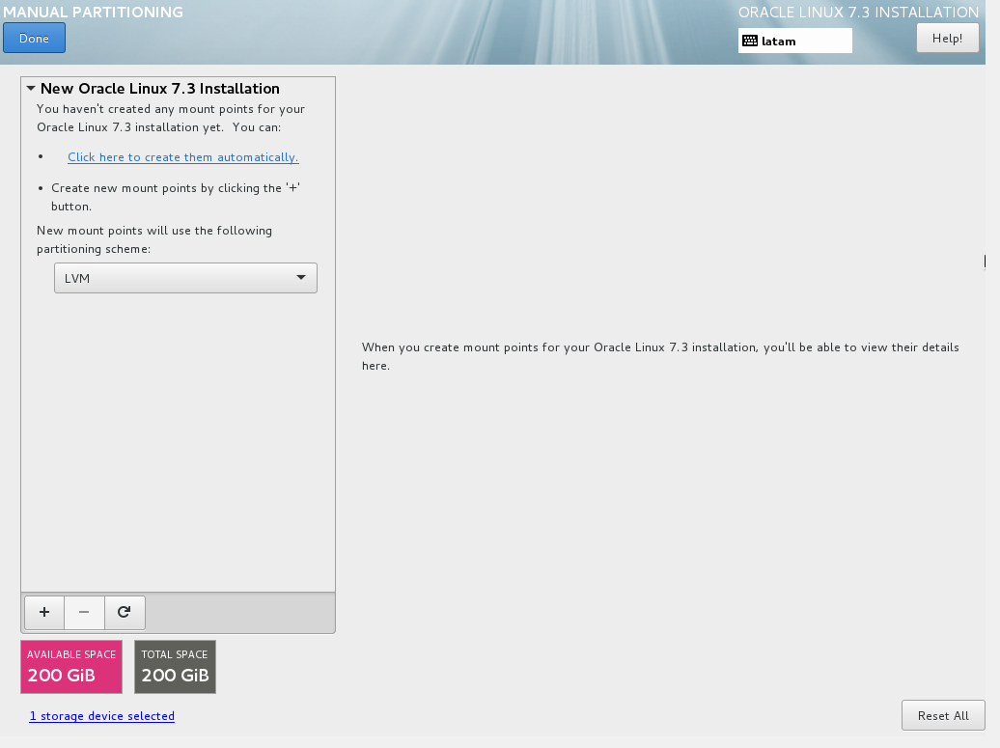 MANUAL PARTITIONING
ORACLE LINUX 7.3 INSTALLATION
Done
latam
Help!
New Oracle Linux 7.3 Installation
You haven't created any mount points for your
Oracle Linux 7.3 installation yet.  You can:
• Click here to create them automatically.
• Create new mount points by clicking the '+'
button.
New mount points will use the following
partitioning scheme:
LVM
When you create mount points for your Oracle Linux 7.3 installation, you'll be able to view their details
here.
+ −
AVAILABLE SPACE
200 GiB
TOTAL SPACE
200 GiB
1 storage device selected
Reset All